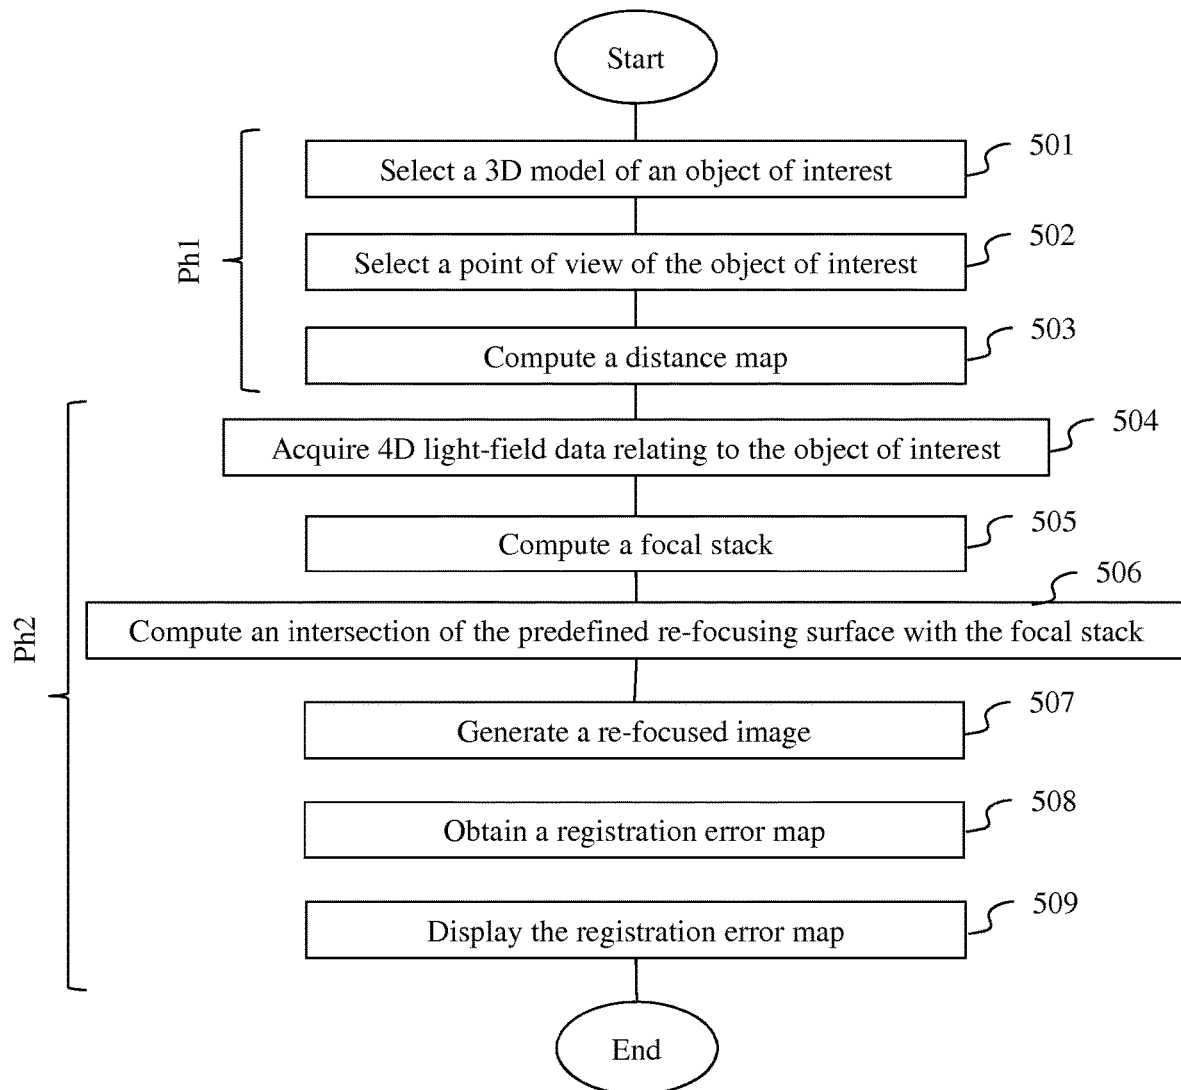 Start
501
Select a 3D model of an object of interest
502
Ph1
Select a point of view of the object of interest
503
Compute a distance map
504
Acquire 4D light-field data relating to the object of interest
505
Compute a focal stack
506
Ph2
Compute an intersection of the predefined re-focusing surface with the focal stack
507
Generate a re-focused image
508
Obtain a registration error map
509
Display the registration error map
End